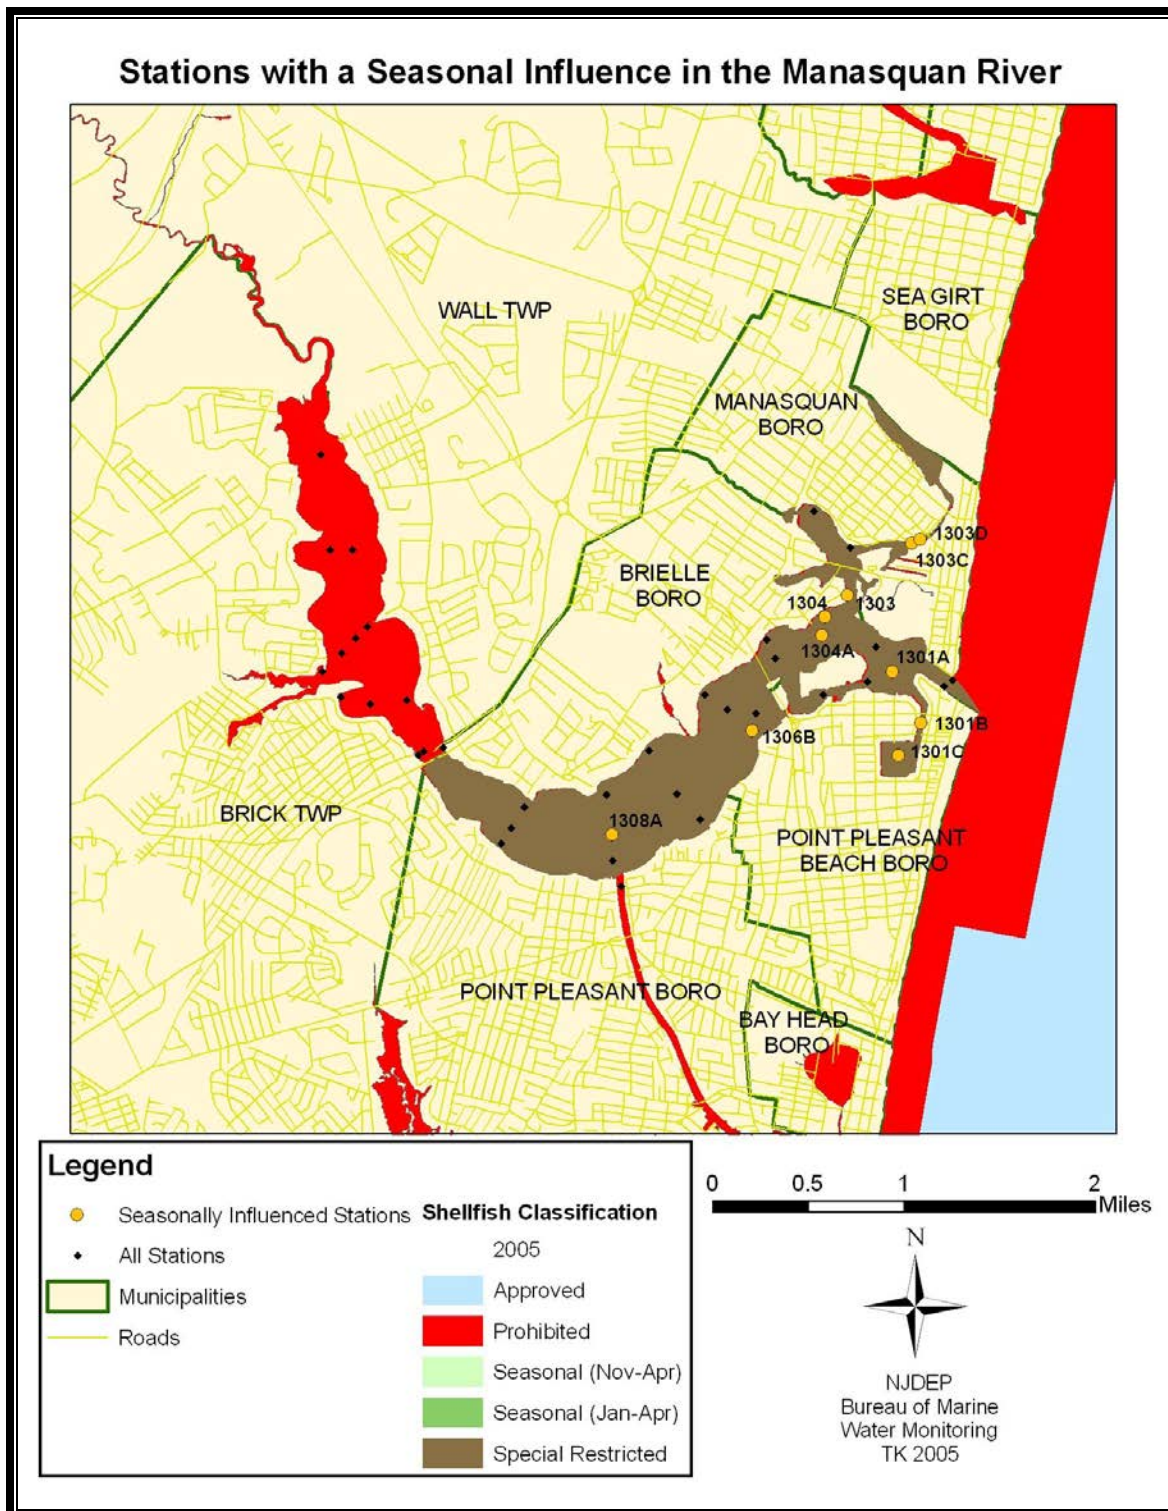 Stations with a Seasonal Influence in the Manasquan River
WALL TWP
SEA GIRT
BORO
MANASQUAN
BORO
1303D
1303C
BRIELLE
BORO
1304
1303
1304A
1301A
1301B
1306B
1301C
BRICK TWP
1308A
POINT PLEASANT
BEACH BORO
POINT PLEASANT BORO
BAY HEAD
BORO
Legend
Seasonally Influenced Stations
All Stations
Municipalities
Roads
Shellfish Classification
2005
Approved
Prohibited
Seasonal (Nov-Apr)
Seasonal (Jan-Apr)
Special Restricted
0 0.5 1 2
Miles
N
NJDEP
Bureau of Marine
Water Monitoring
TK 2005